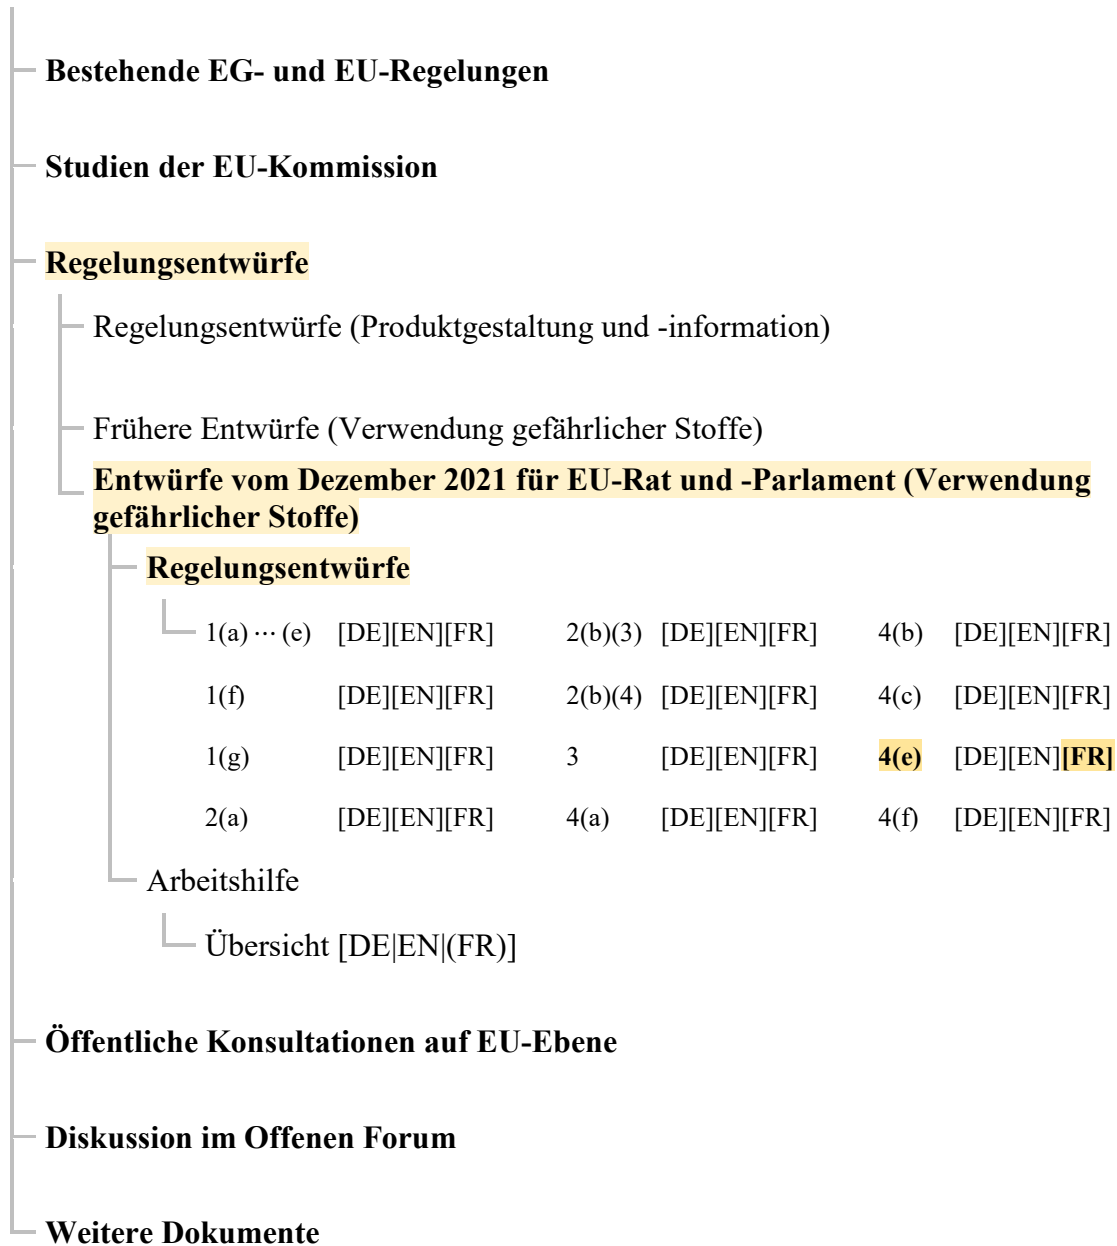 Bestehende EG- und EU-Regelungen
Studien der EU-Kommission
Regelungsentwürfe
Regelungsentwürfe (Produktgestaltung und -information)
Frühere Entwürfe (Verwendung gefährlicher Stoffe)
Entwürfe vom Dezember 2021 für EU-Rat und -Parlament (Verwendung
gefährlicher Stoffe)
Regelungsentwürfe
1(a) ··· (e) [DE][EN][FR] 2(b)(3) [DE][EN][FR] 4(b) [DE][EN][FR]
1(f) [DE][EN][FR] 2(b)(4) [DE][EN][FR] 4(c) [DE][EN][FR]
1(g) [DE][EN][FR] 3 [DE][EN][FR] 4(e) [DE][EN][FR]
2(a) [DE][EN][FR] 4(a) [DE][EN][FR] 4(f) [DE][EN][FR]
Arbeitshilfe
Übersicht [DE|EN|(FR)]
Öffentliche Konsultationen auf EU-Ebene
Diskussion im Offenen Forum
Weitere Dokumente